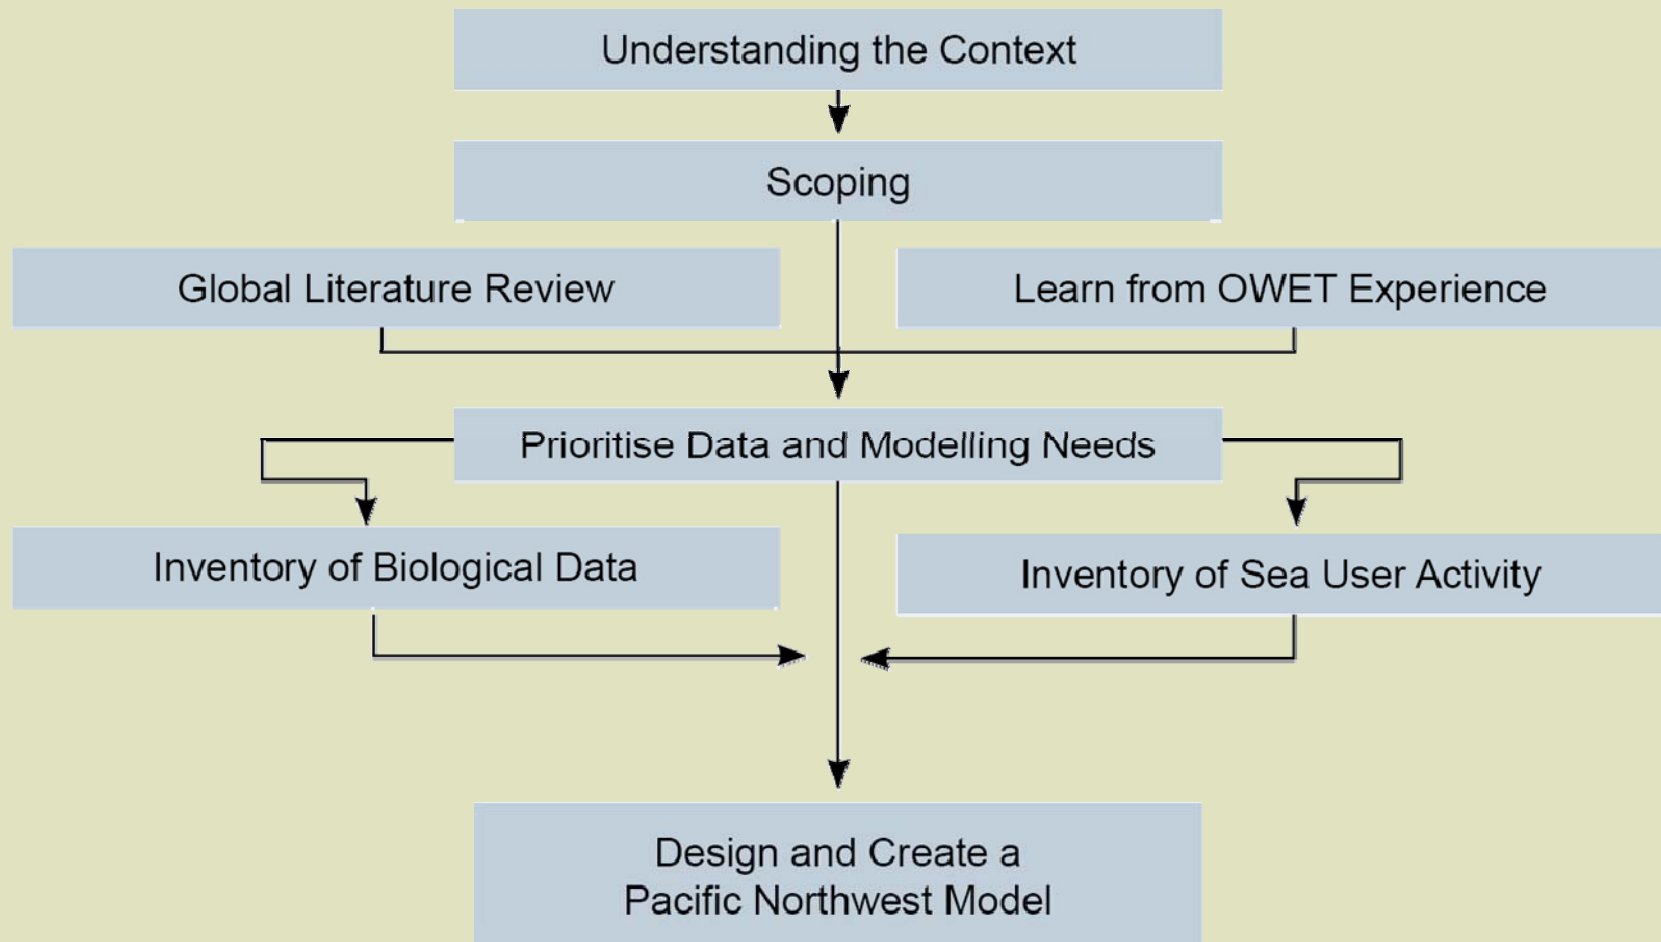 Understanding the Context
Scoping
Global Literature Review
Learn from OWET Experience
Prioritise Data and Modelling Needs
Inventory of Biological Data
Inventory of Sea User Activity
Design and Create a
Pacific Northwest Model